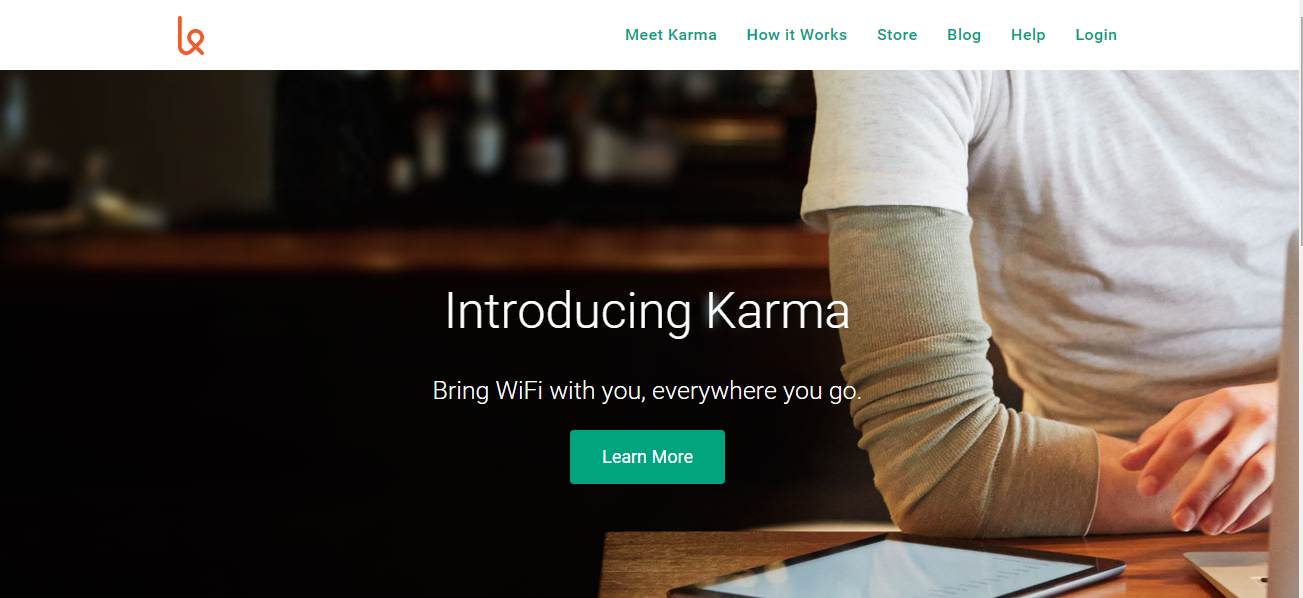 Meet Karma How it Works Store Blog Help Login
Introducing Karma
Bring WiFi with you, everywhere you go.
Learn More